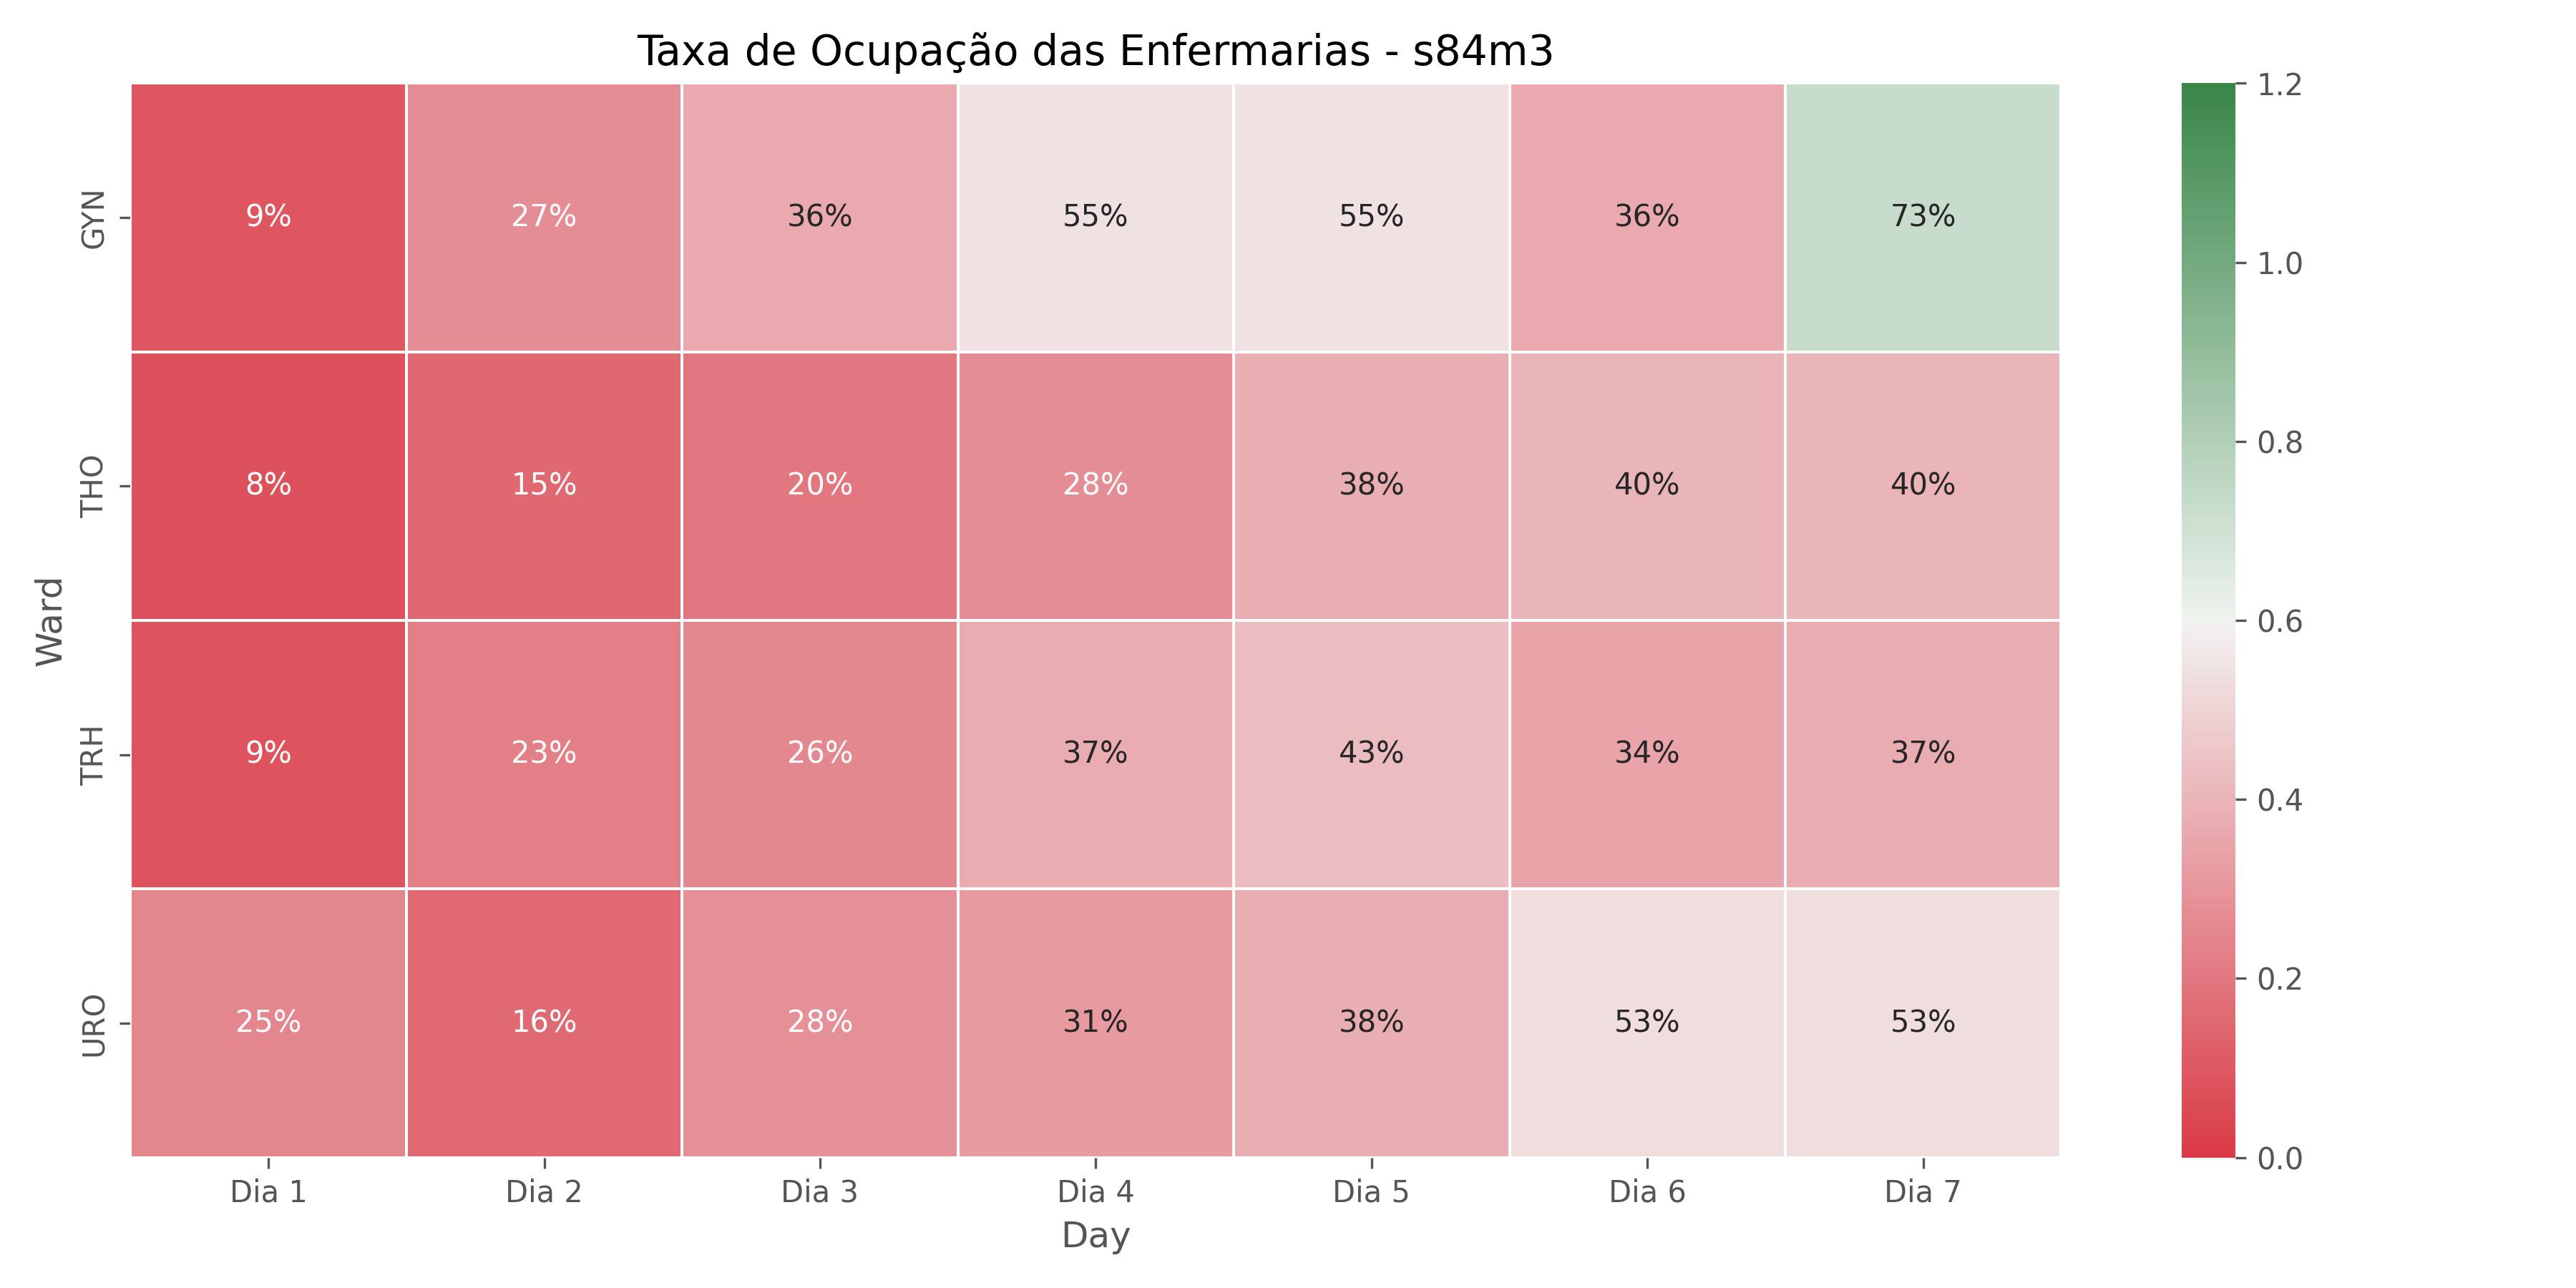 Taxa de Ocupação das Enfermarias - s84m3
Ward
GYN 9% 27% 36% 55% 55% 36% 73%
THO 8% 15% 20% 28% 38% 40% 40%
TRH 9% 23% 26% 37% 43% 34% 37%
URO 25% 16% 28% 31% 38% 53% 53%
Dia 1 Dia 2 Dia 3 Dia 4 Dia 5 Dia 6 Dia 7
Day
1.2
1.0
0.8
0.6
0.4
0.2
0.0